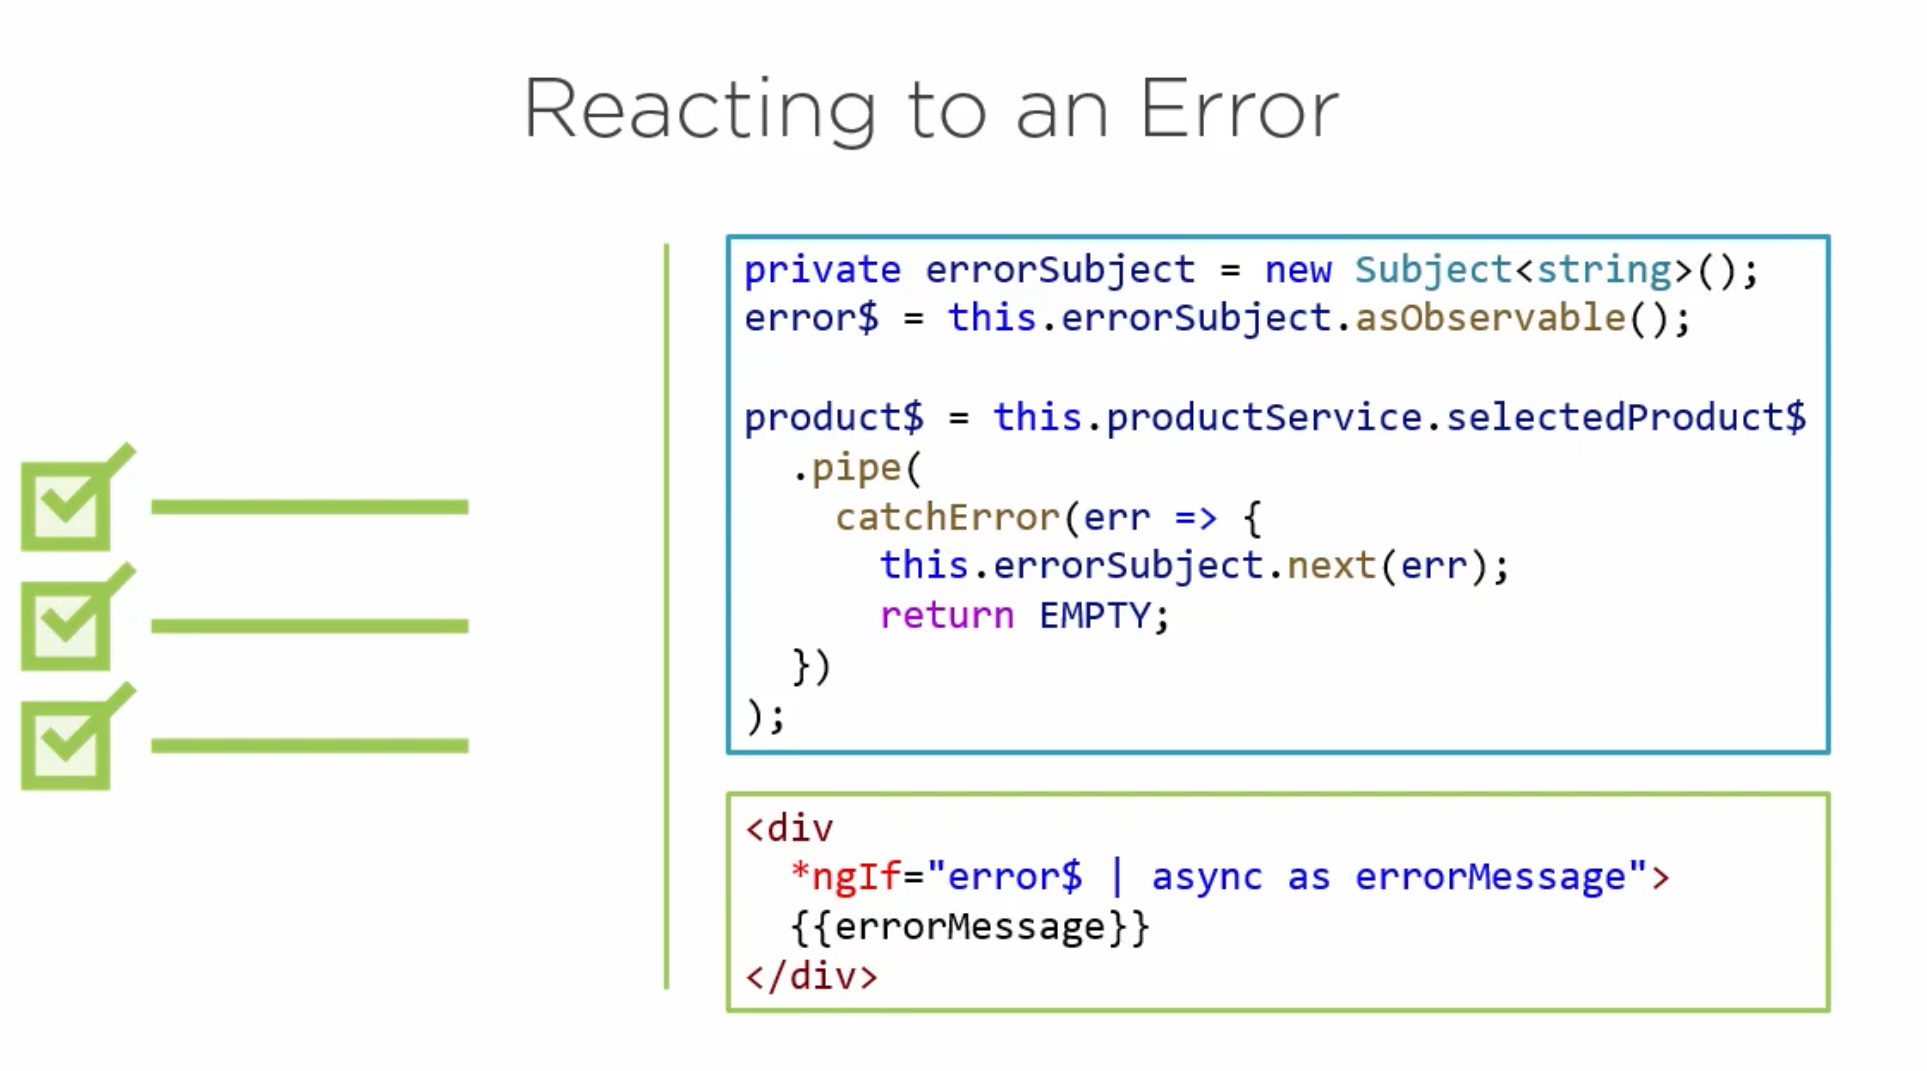 Reacting to an Error
private errorSubject = new Subject<string>();
error$ = this.errorSubject.asObservable();
product$ = this.productService.selectedProduct$
.pipe(
catchError(err => {
this.errorSubject.next(err);
return EMPTY;
})
);
<div
*ngIf="error$ | async as errorMessage">
{{errorMessage}}
</div>